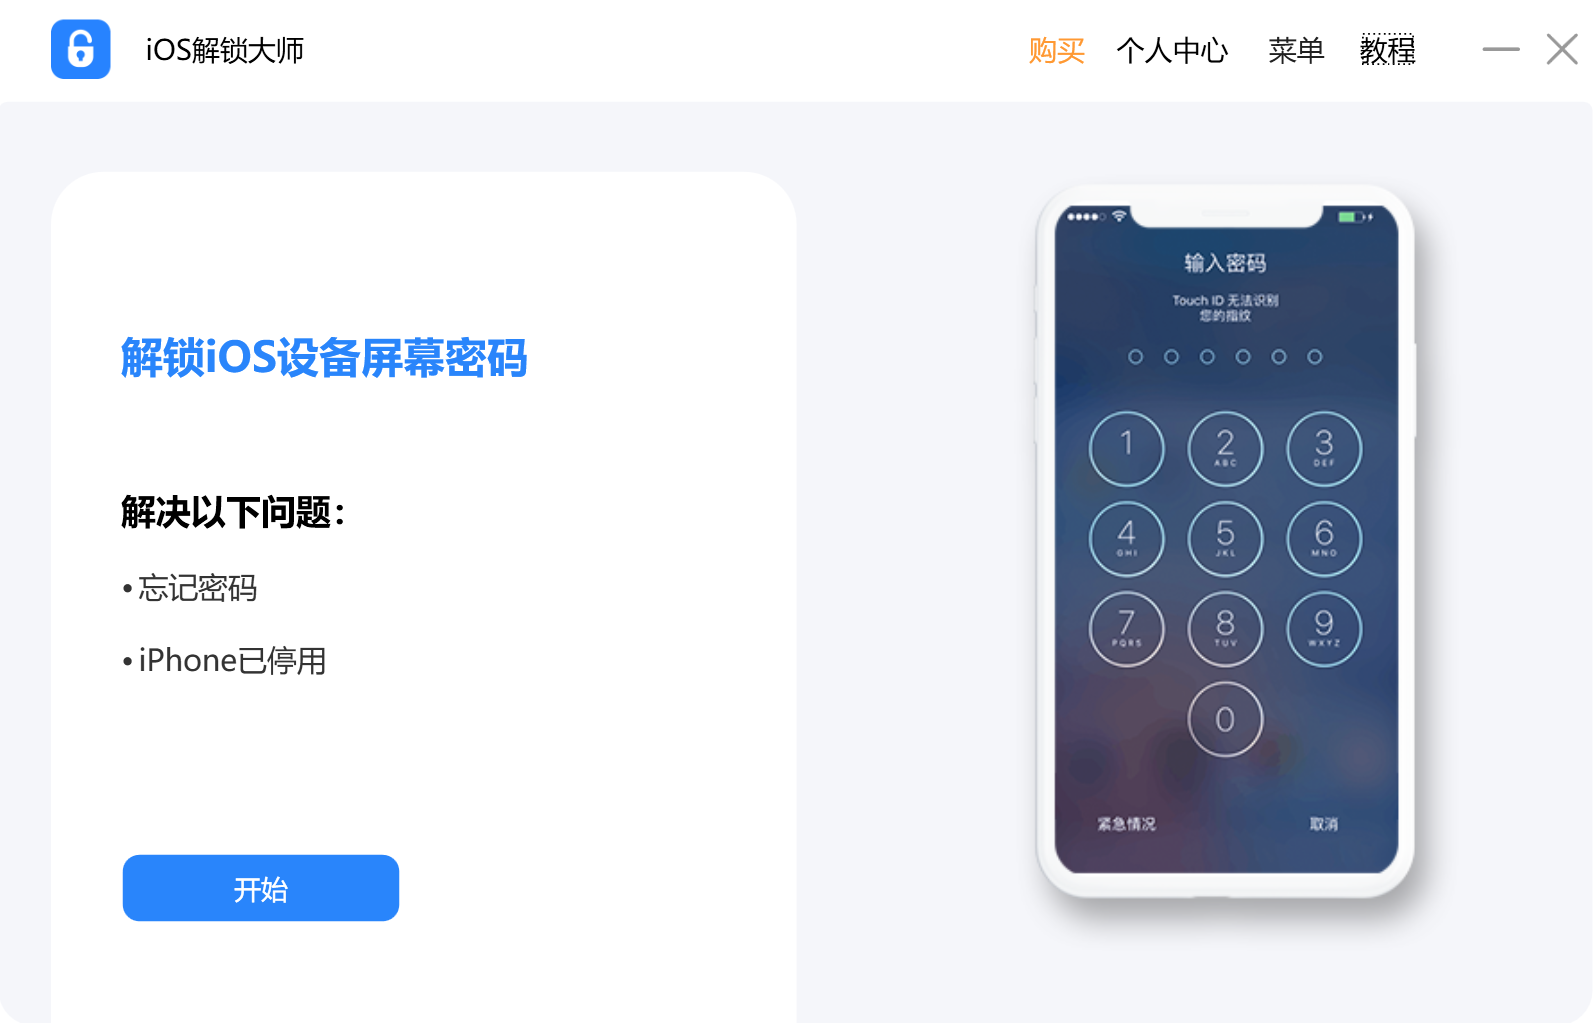 iOS解锁大师
购买 个人中心 菜单 教程
解锁iOS设备屏幕密码
解决以下问题：
• 忘记密码
• iPhone已停用
开始
输入密码
Touch ID 无法识别
您的指纹
1 2 3
ABC DEF
4 5 6
GHI JKL MNO
7 8 9
PQRS TUV WXYZ
0
紧急情况 取消